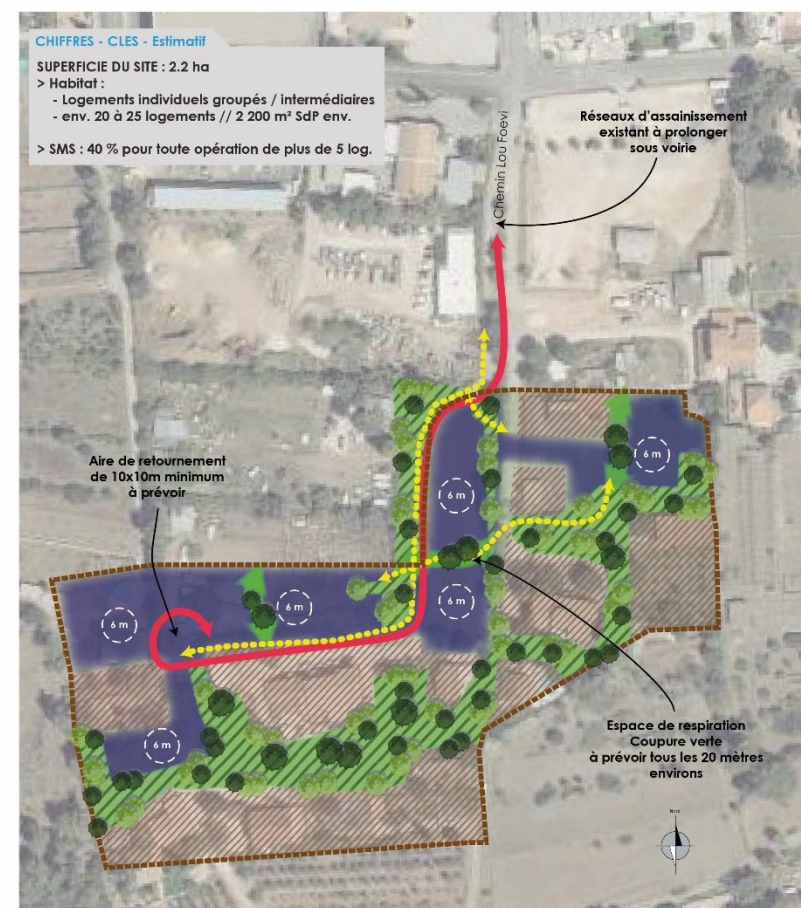 CHIFFRES - CLES - Estimatif
SUPERFICIE DU SITE : 2.2 ha
> Habitat :
- Logements individuels groupés / intermédiaires
- env. 20 à 25 logements // 2 200 m² SdP env.
> SMS : 40 % pour toute opération de plus de 5 log.
Réseaux d'assainissement
existant à prolonger
sous voirie
Chemin Lou Foevi
Aire de retournement
de 10x10m minimum
à prévoir
6 m
6 m
6 m
6 m
6 m
6 m
Espace de respiration
Coupure verte
à prévoir tous les 20 mètres
environs
Nord